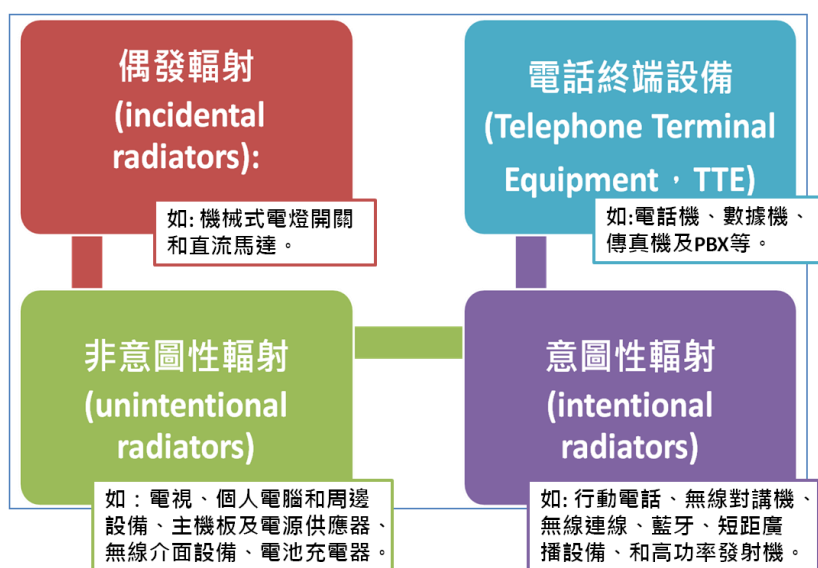 偶發輻射
(incidental
radiators):
如: 機械式電燈開關
和直流馬達。
電話終端設備
(Telephone Terminal
Equipment，TTE)
如:電話機、數據機、
傳真機及PBX等。
非意圖性輻射
(unintentional
radiators)
如：電視、個人電腦和周邊
設備、主機板及電源供應器、
無線介面設備、電池充電器。
意圖性輻射
(intentional
radiators)
如: 行動電話、無線對講機、
無線連線、藍牙、短距廣
播設備、和高功率發射機。